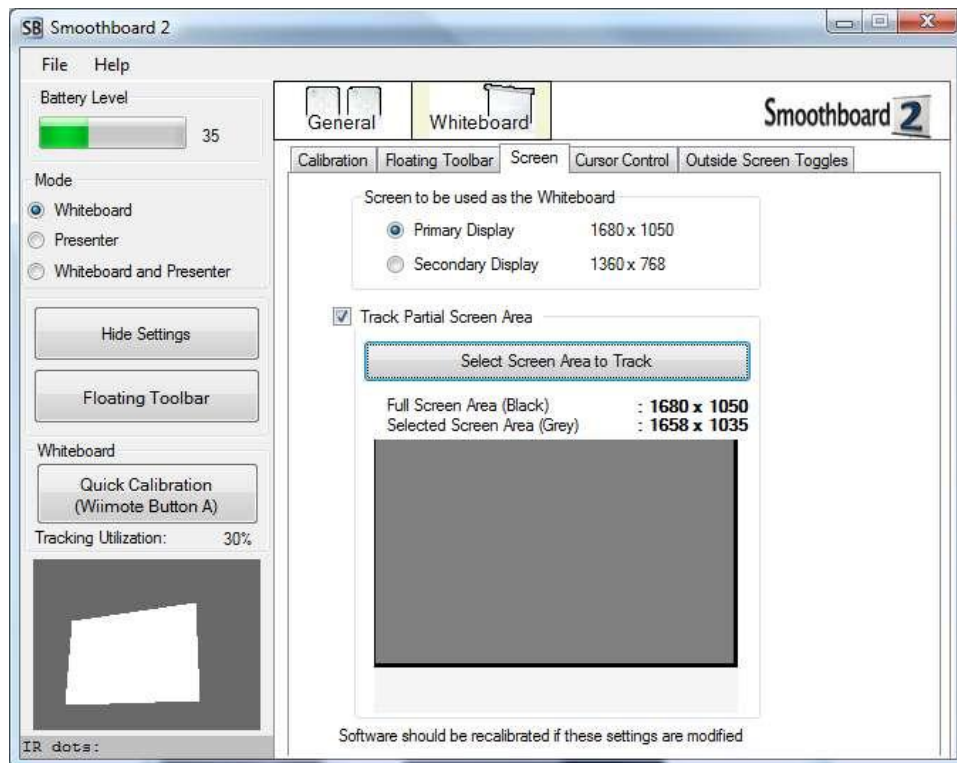 SB Smoothboard 2
File Help
Battery Level
35
Mode
Whiteboard
Presenter
Whiteboard and Presenter
Hide Settings
Floating Toolbar
Whiteboard
Quick Calibration
(Wiimote Button A)
Tracking Utilization: 30%
IR dots:
General Whiteboard
Smoothboard 2
Calibration Floating Toolbar Screen Cursor Control Outside Screen Toggles
Screen to be used as the Whiteboard
Primary Display 1680 x 1050
Secondary Display 1360 x 768
Track Partial Screen Area
Select Screen Area to Track
Full Screen Area (Black) : 1680 x 1050
Selected Screen Area (Grey) : 1658 x 1035
Software should be recalibrated if these settings are modified